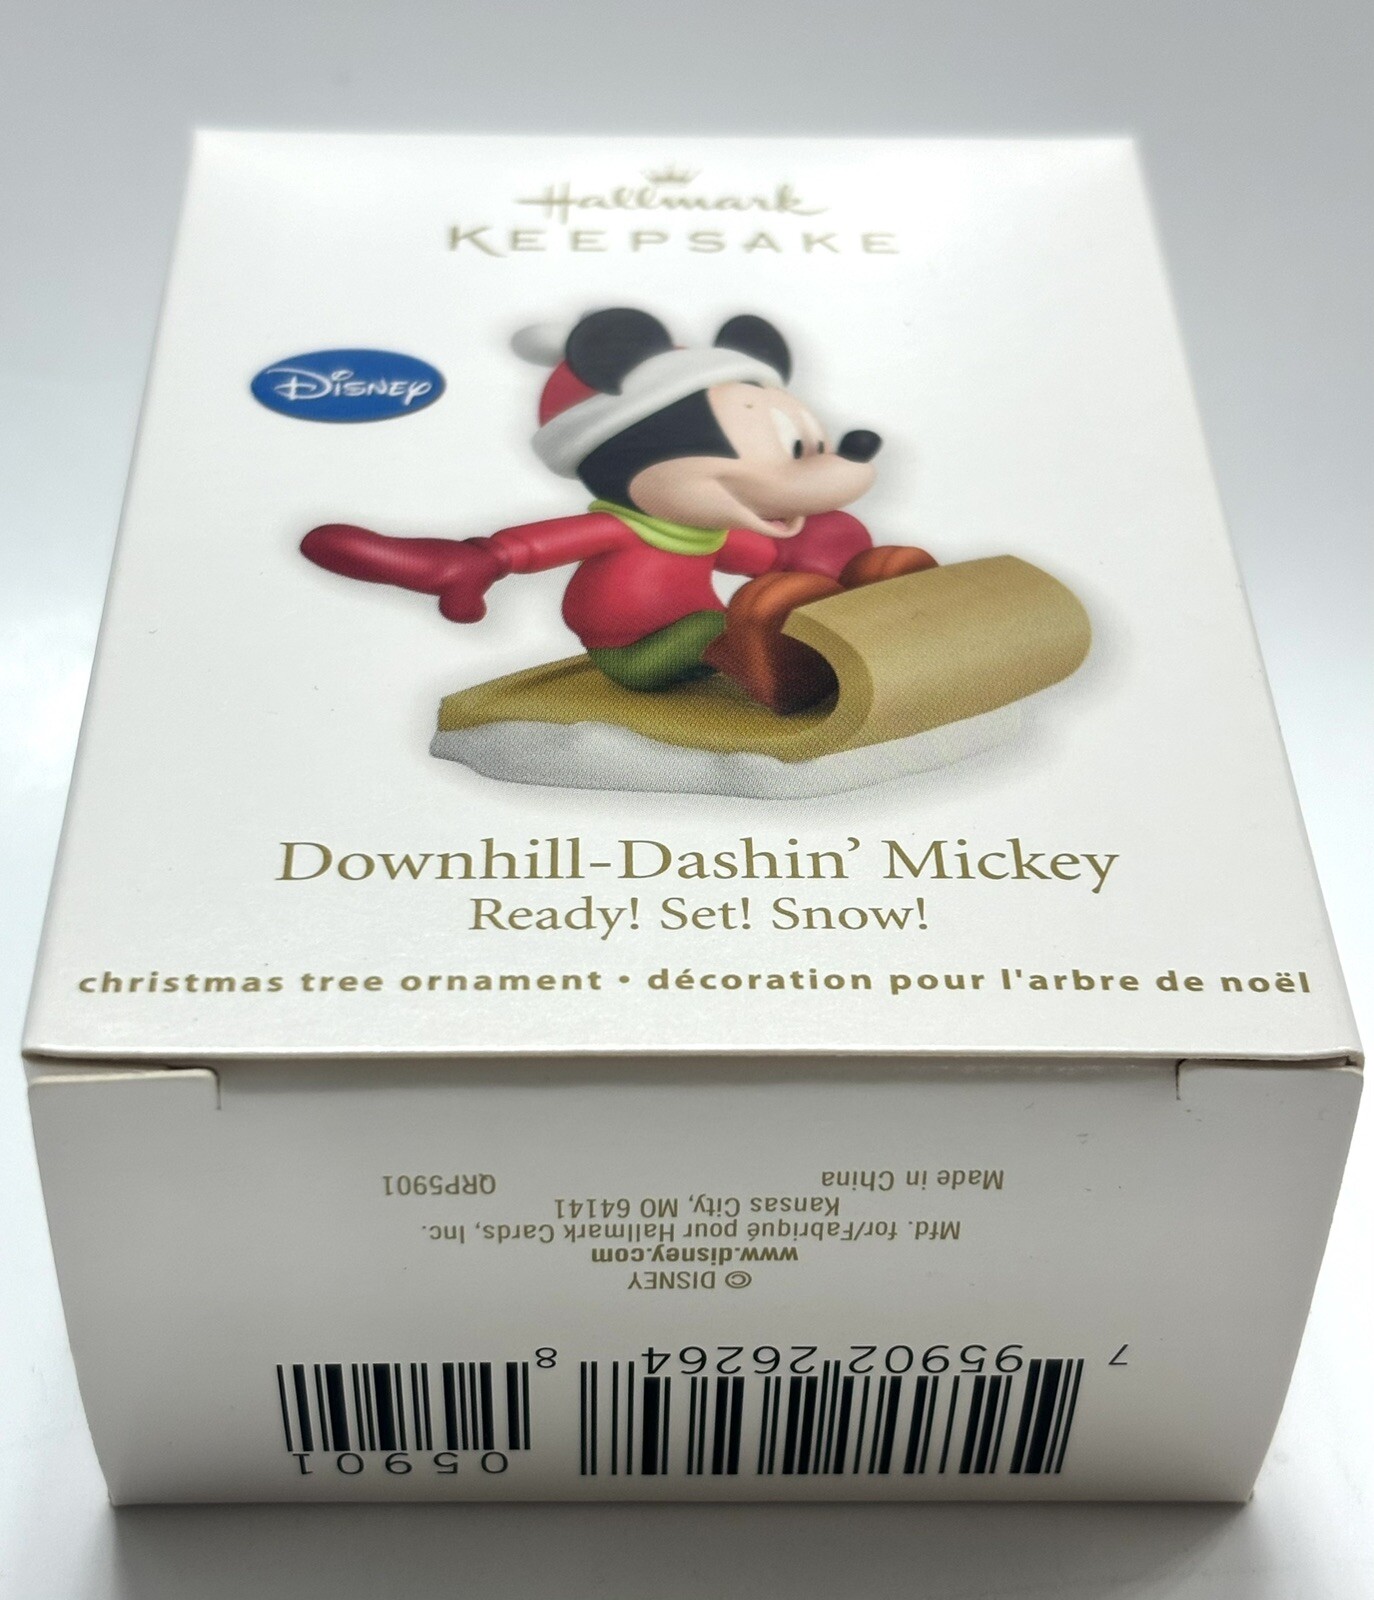 Hallmark
KEEPSAKE
Disney
Downhill-Dashin' Mickey
Ready! Set! Snow!
christmas tree ornament • décoration pour l'arbre de noël
7 95902 26264 8
05901
© DISNEY
www.disney.com
Mfd. for/Fabriqué pour Hallmark Cards, Inc.
Kansas City, MO 64141
Made in China QRP5901